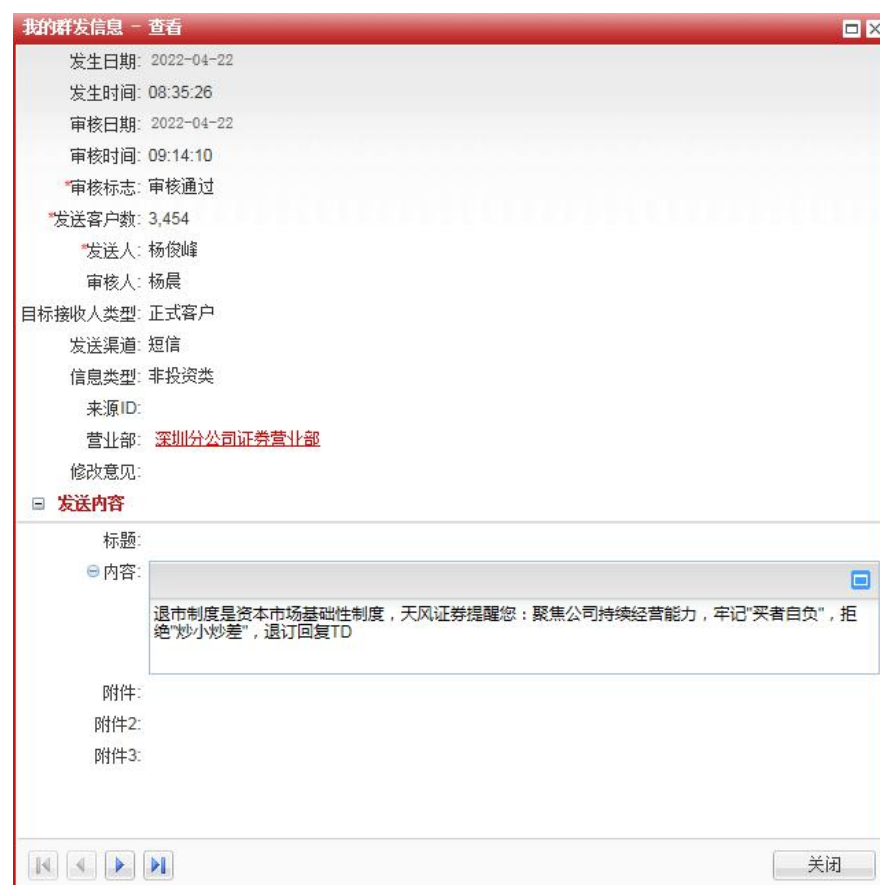 我的群发信息 - 查看
发生日期: 2022-04-22
发生时间: 08:35:26
审核日期: 2022-04-22
审核时间: 09:14:10
*审核标志: 审核通过
*发送客户数: 3,454
*发送人: 杨俊峰
审核人: 杨晨
目标接收人类型: 正式客户
发送渠道: 短信
信息类型: 非投资类
来源ID:
营业部: 深圳分公司证券营业部
修改意见:
发送内容
标题:
内容:
退市制度是资本市场基础性制度，天风证券提醒您：聚焦公司持续经营能力，牢记"买者自负"，拒
绝"炒小炒差"，退订回复TD
附件:
附件2:
附件3:
关闭